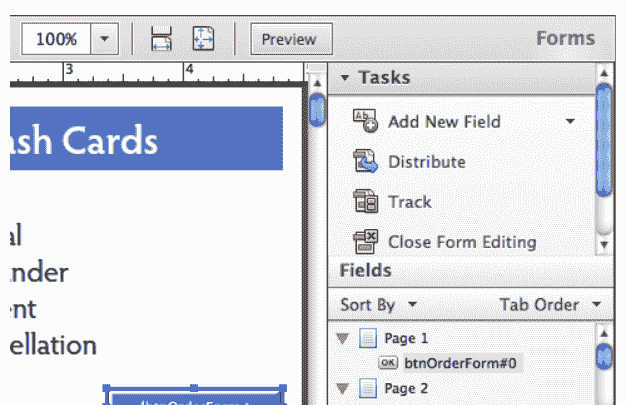 100%
Preview
Forms
3
4
Tasks
ash Cards
Add New Field
Distribute
al
Track
Close Form Editing
nder
Fields
ent
Sort By
Tab Order
ellation
Page 1
OK
btnOrderForm#0
Page 2